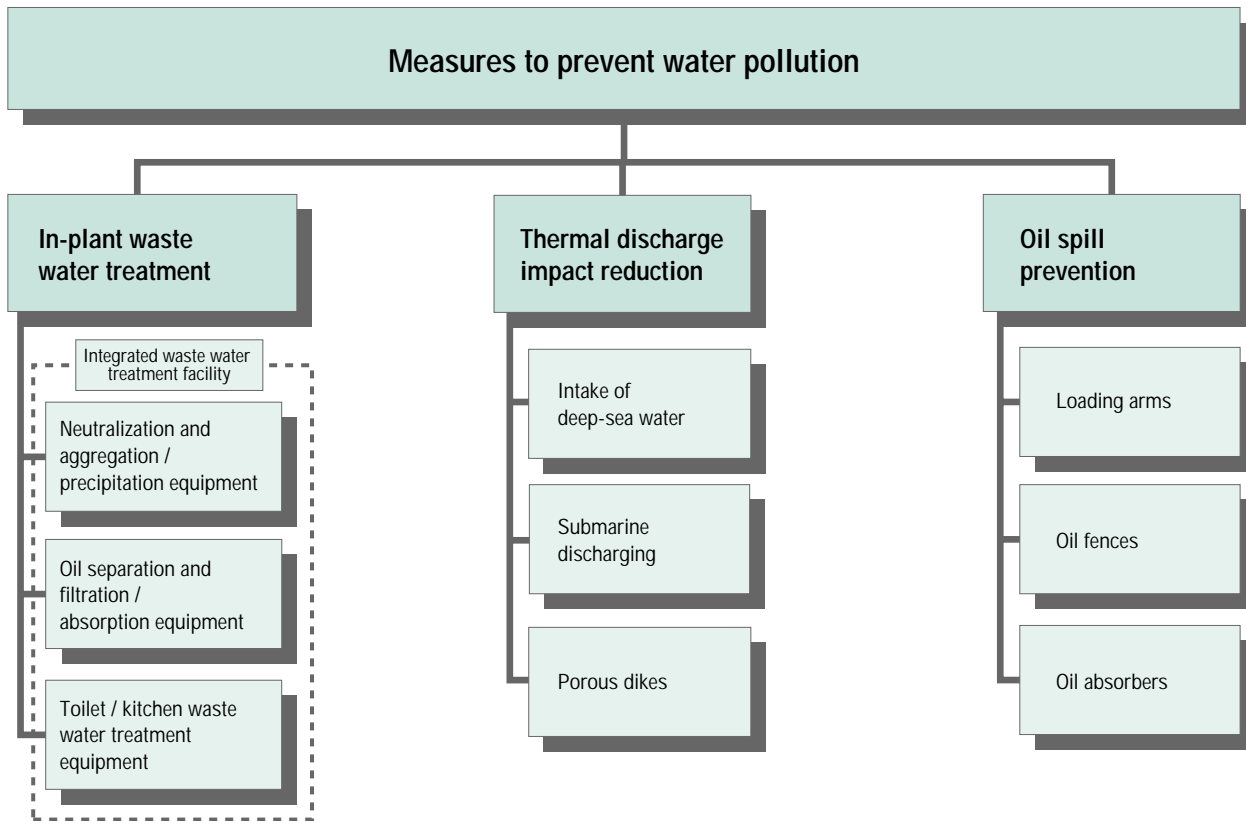 Measures to prevent water pollution
In-plant waste
water treatment
Integrated waste water
treatment facility
Neutralization and
aggregation /
precipitation equipment
Oil separation and
filtration /
absorption equipment
Toilet / kitchen waste
water treatment
equipment
Thermal discharge
impact reduction
Intake of
deep-sea water
Submarine
discharging
Porous dikes
Oil spill
prevention
Loading arms
Oil fences
Oil absorbers